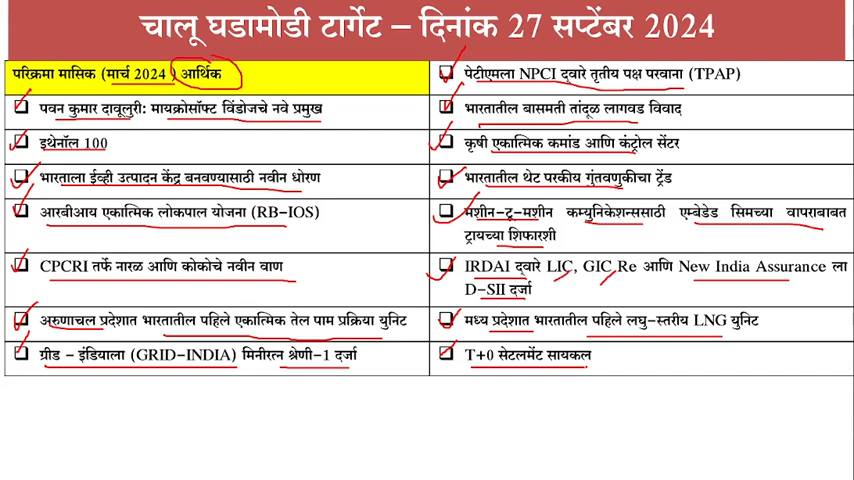 चालू घडामोडी टार्गेट – दिनांक 27 सप्टेंबर 2024
परिक्रमा मासिक (मार्च 2024 ) आर्थिक
पवन कुमार दावूलुरी: मायक्रोसॉफ्ट विंडोजचे नवे प्रमुख
इथेनॉल 100
भारताला ईव्ही उत्पादन केंद्र बनवण्यासाठी नवीन धोरण
आरबीआय एकात्मिक लोकपाल योजना (RB-IOS)
CPCRI तर्फे नारळ आणि कोकोचे नवीन वाण
अरुणाचल प्रदेशात भारतातील पहिले एकात्मिक तेल पाम प्रक्रिया युनिट
ग्रीड – इंडियाला (GRID-INDIA) मिनीरत्न श्रेणी-1 दर्जा
पेटीएमला NPCI द्वारे तृतीय पक्ष परवाना (TPAP)
भारतातील बासमती तांदूळ लागवड विवाद
कृषी एकात्मिक कमांड आणि कंट्रोल सेंटर
भारतातील थेट परकीय गुंतवणुकीचा ट्रेंड
मशीन-टू-मशीन कम्युनिकेशन्ससाठी एम्बेडेड सिमच्या वापराबाबत
ट्रायच्या शिफारशी
IRDAI द्वारे LIC, GIC Re आणि New India Assurance ला
D-SII दर्जा
मध्य प्रदेशात भारतातील पहिले लघु-स्तरीय LNG युनिट
T+0 सेटलमेंट सायकल